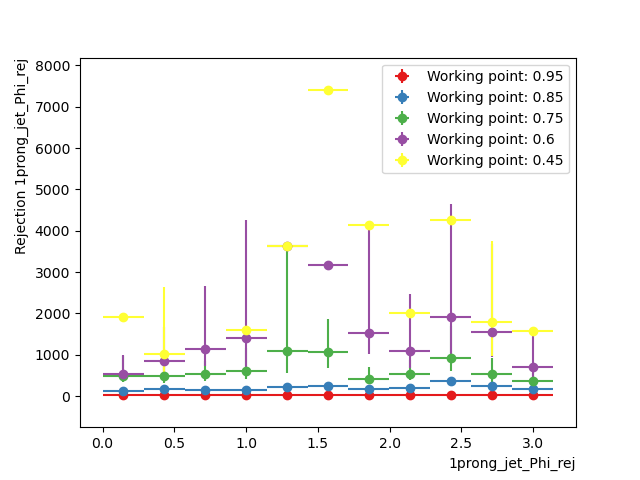 Rejection 1prong_jet_Phi_rej
8000
7000
6000
5000
4000
3000
2000
1000
0
Working point: 0.95
Working point: 0.85
Working point: 0.75
Working point: 0.6
Working point: 0.45
0.0 0.5 1.0 1.5 2.0 2.5 3.0
1prong_jet_Phi_rej